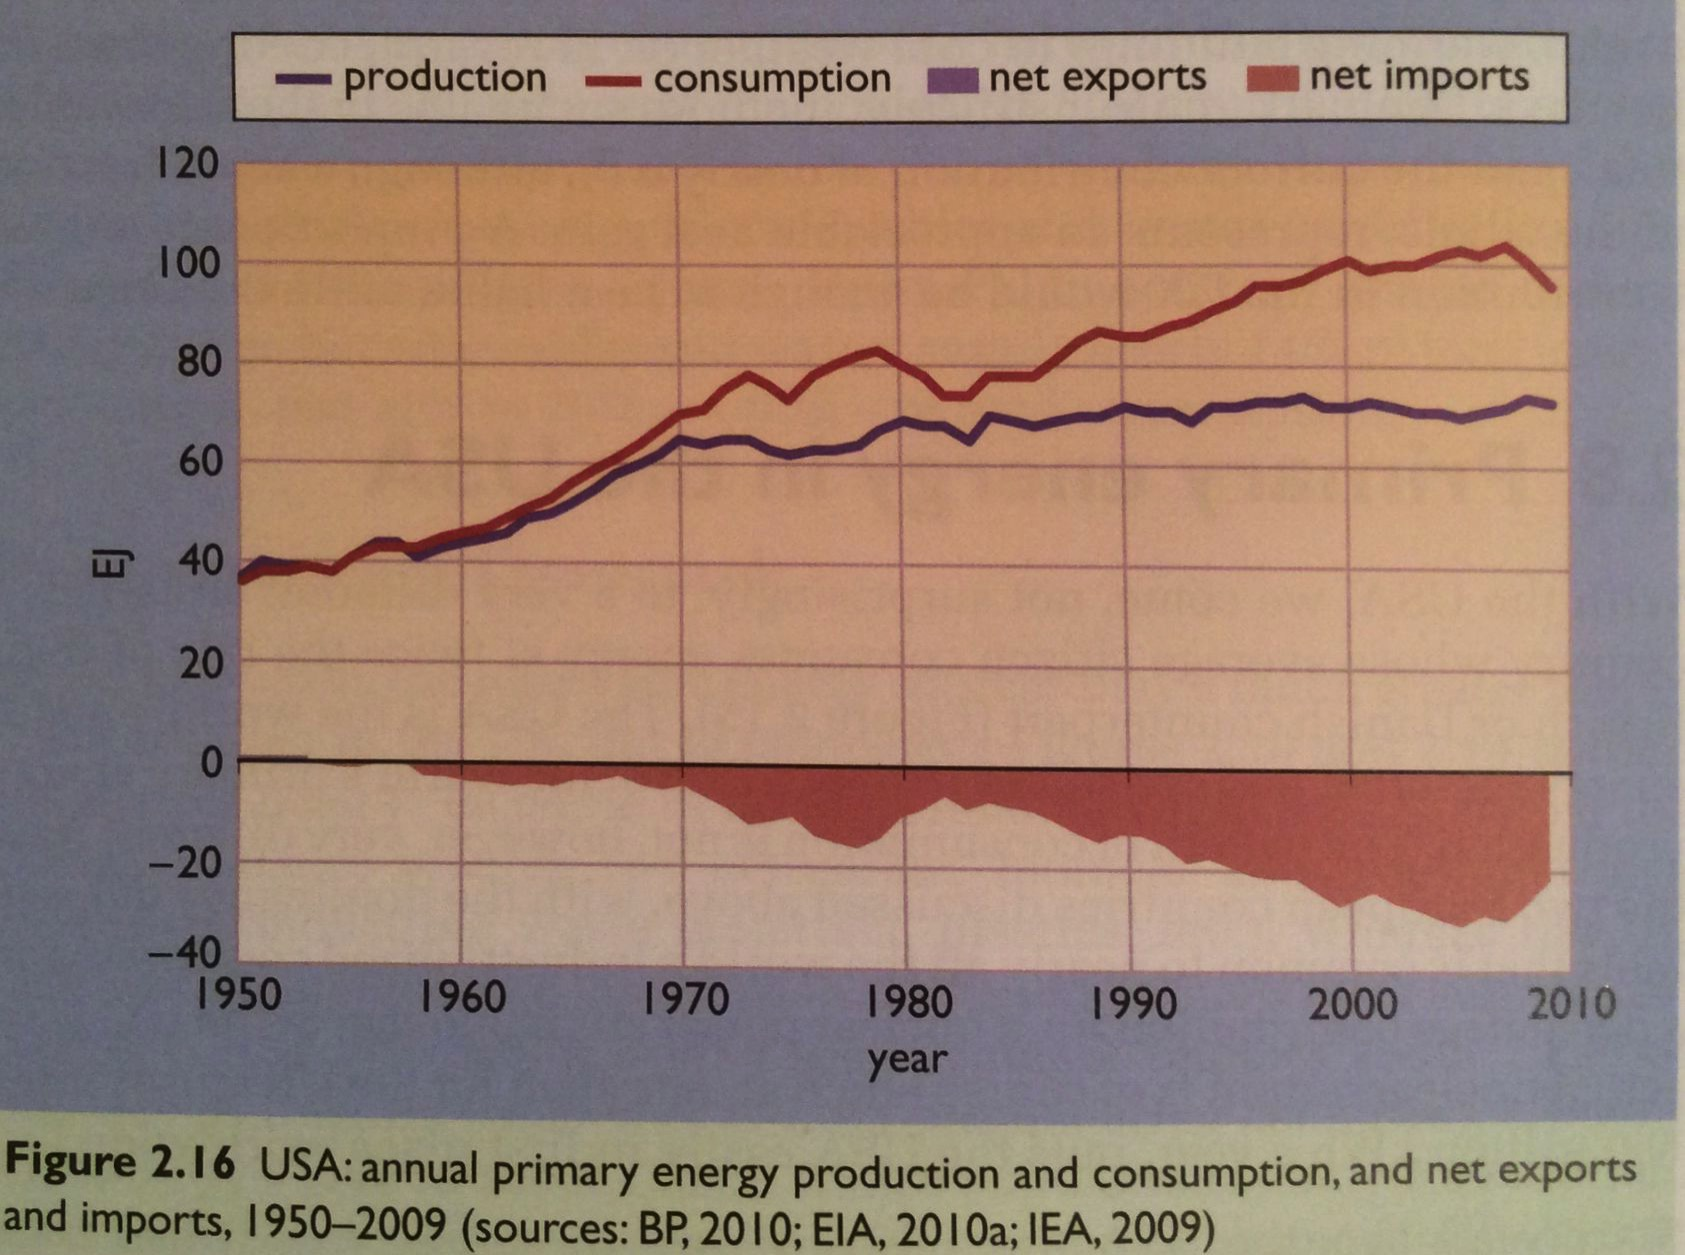 production consumption net exports net imports
120
100
80
60
40
20
0
–20
–40
EJ
1950 1960 1970 1980 1990 2000 2010
year
Figure 2.16 USA: annual primary energy production and consumption, and net exports
and imports, 1950–2009 (sources: BP, 2010; EIA, 2010a; IEA, 2009)